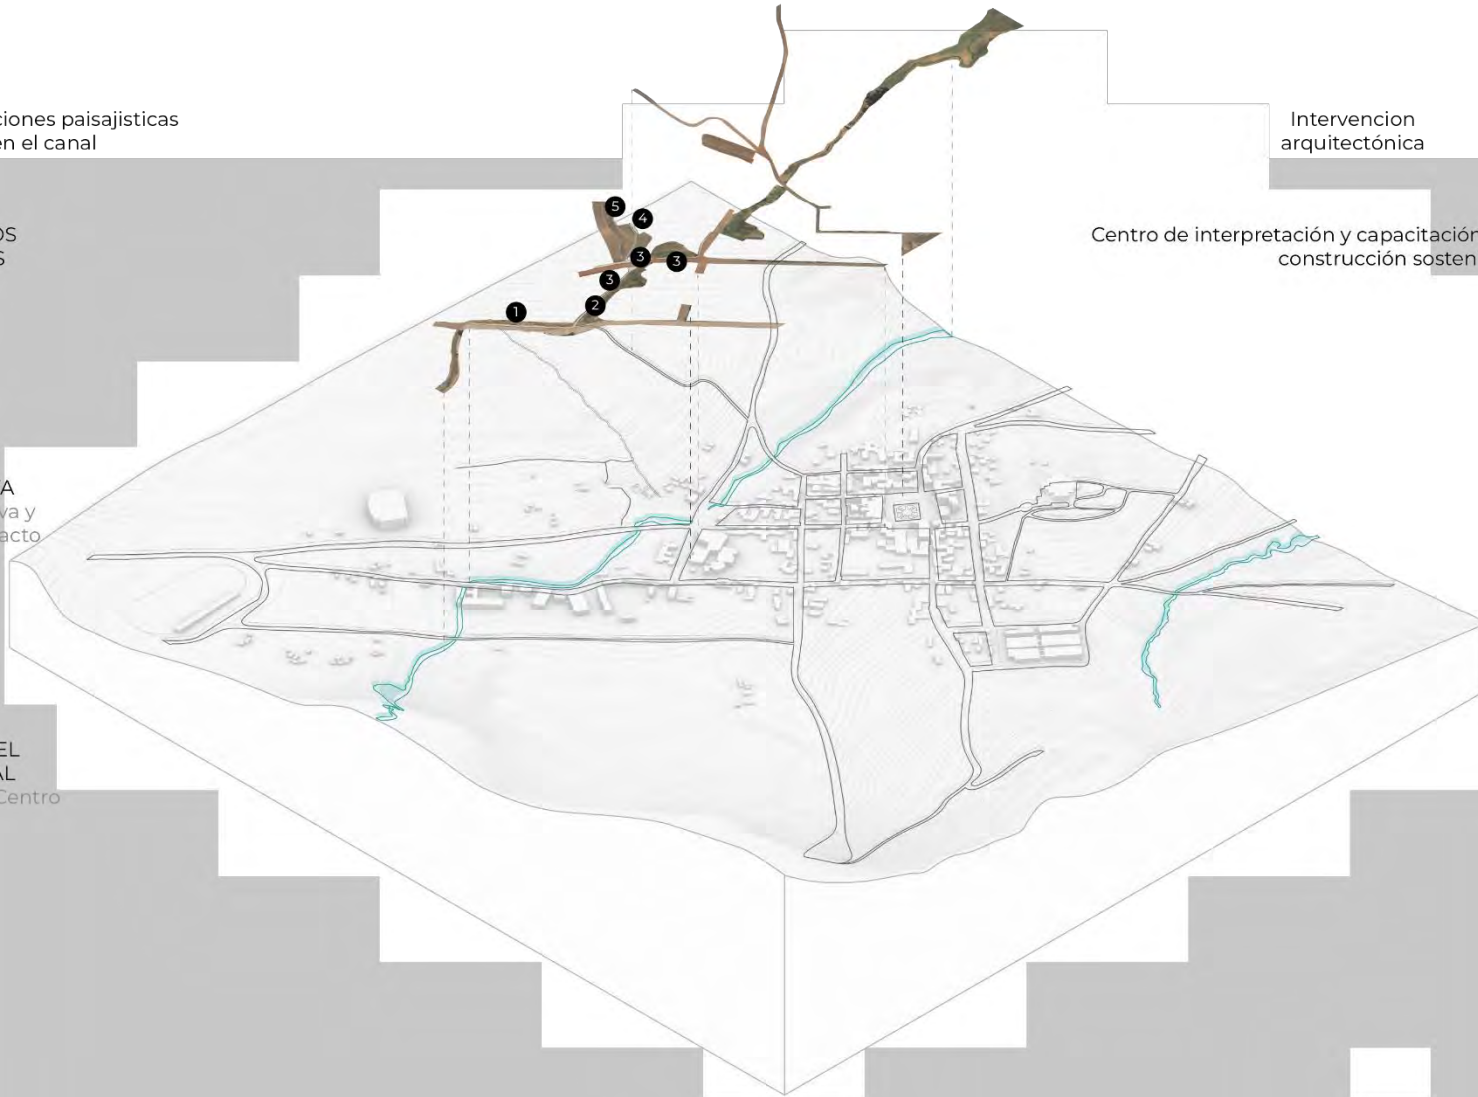 ciones paisajisticas
en el canal
Intervencion
arquitectónica
OS
S
Centro de interpretación y capacitación
construcción sosten
5
4
3
3
3
2
1
A
va y
acto
EL
AL
Centro